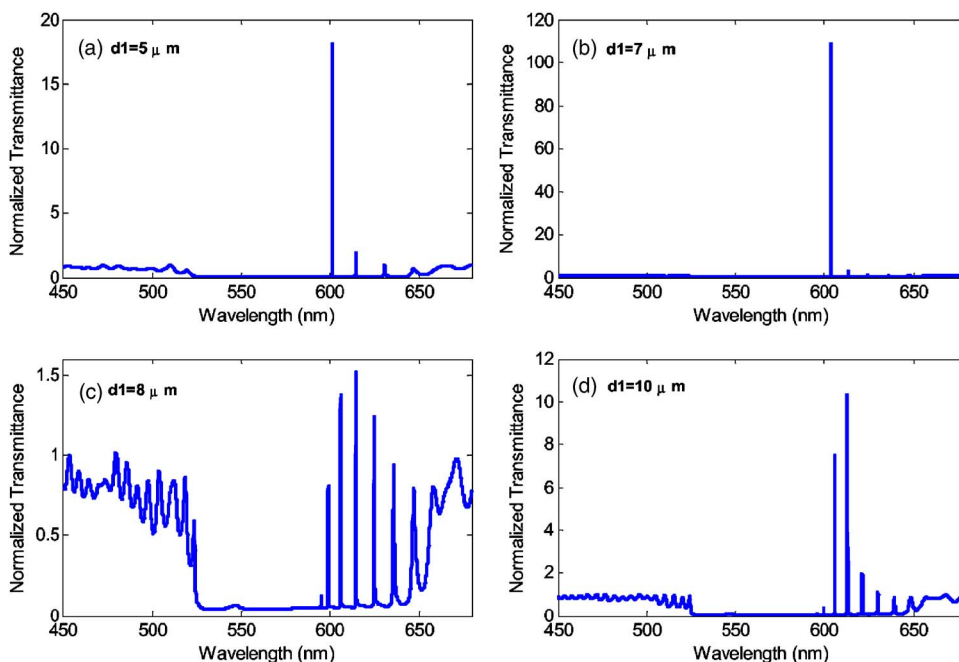 (a) d1=5 μ m
Normalized Transmittance
20
15
10
5
0
450 500 550 600 650
Wavelength (nm)
(b) d1=7 μ m
Normalized Transmittance
120
100
80
60
40
20
0
450 500 550 600 650
Wavelength (nm)
(c) d1=8 μ m
Normalized Transmittance
1.5
1
0.5
0
450 500 550 600 650
Wavelength (nm)
(d) d1=10 μ m
Normalized Transmittance
12
10
8
6
4
2
0
450 500 550 600 650
Wavelength (nm)